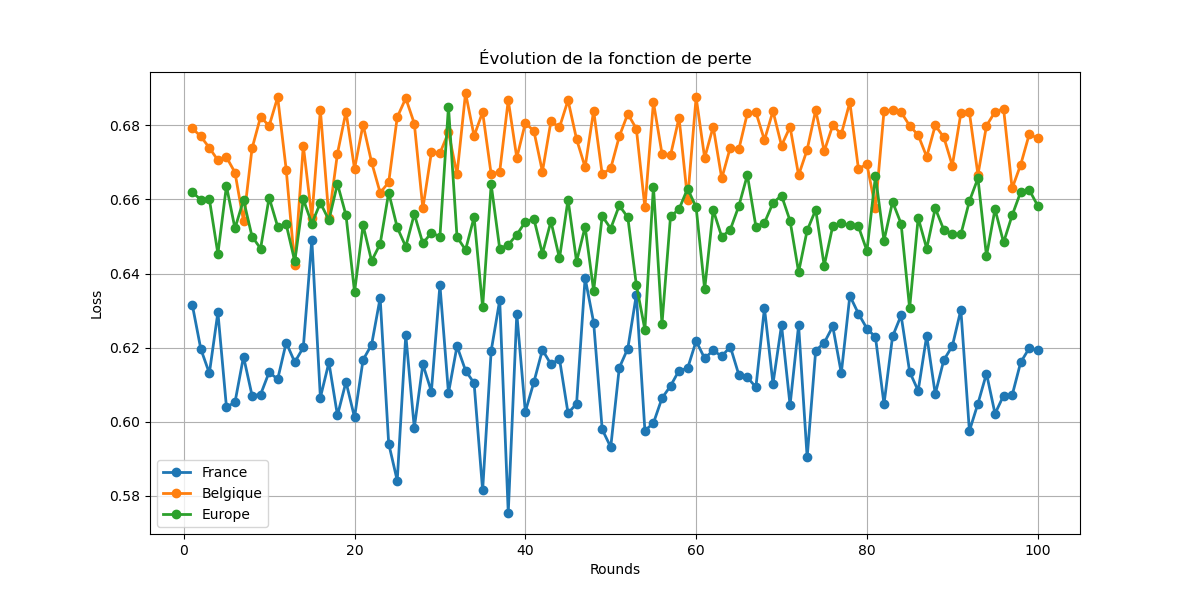 Évolution de la fonction de perte
Loss
0.68
0.66
0.64
0.62
0.60
0.58
France
Belgique
Europe
0
20
40
60
80
100
Rounds